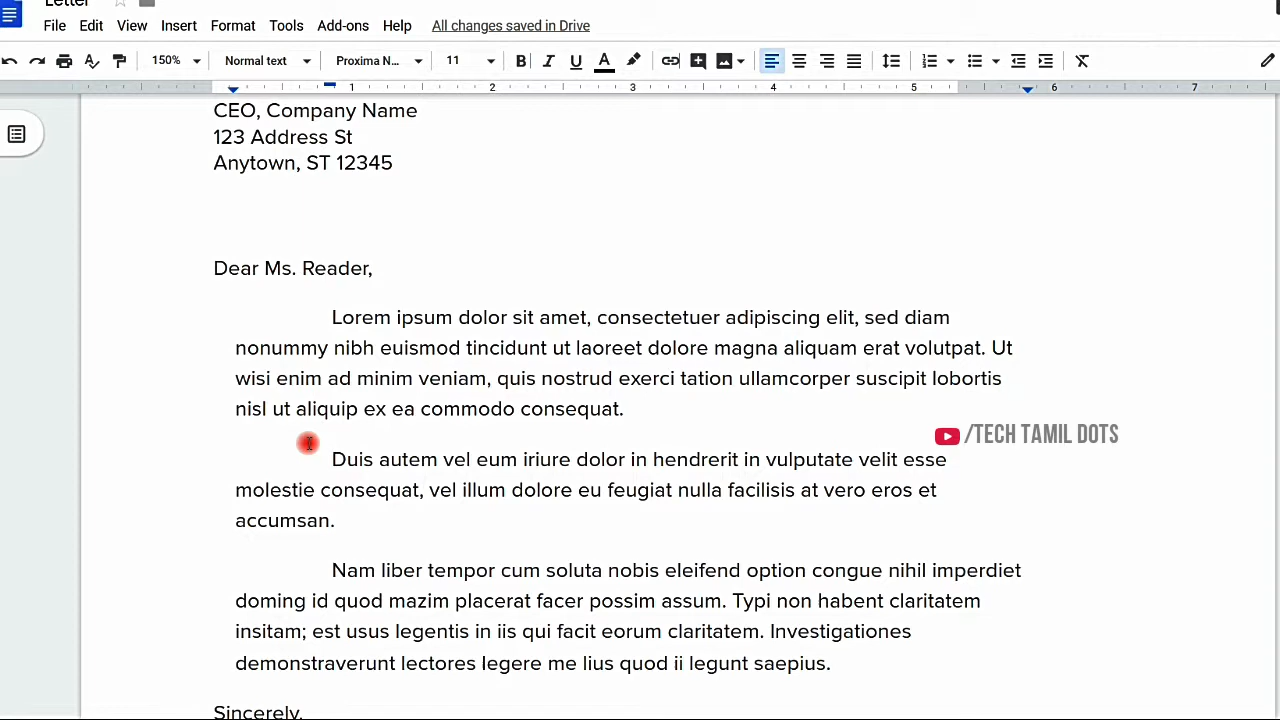 Letter
File Edit View Insert Format Tools Add-ons Help All changes saved in Drive
150% Normal text Proxima N... 11 B I U A
1 2 3 4 5 6 7
CEO, Company Name
123 Address St
Anytown, ST 12345
Dear Ms. Reader,
Lorem ipsum dolor sit amet, consectetuer adipiscing elit, sed diam
nonummy nibh euismod tincidunt ut laoreet dolore magna aliquam erat volutpat. Ut
wisi enim ad minim veniam, quis nostrud exerci tation ullamcorper suscipit lobortis
nisl ut aliquip ex ea commodo consequat.
/TECH TAMIL DOTS
Duis autem vel eum iriure dolor in hendrerit in vulputate velit esse
molestie consequat, vel illum dolore eu feugiat nulla facilisis at vero eros et
accumsan.
Nam liber tempor cum soluta nobis eleifend option congue nihil imperdiet
doming id quod mazim placerat facer possim assum. Typi non habent claritatem
insitam; est usus legentis in iis qui facit eorum claritatem. Investigationes
demonstraverunt lectores legere me lius quod ii legunt saepius.
Sincerely,